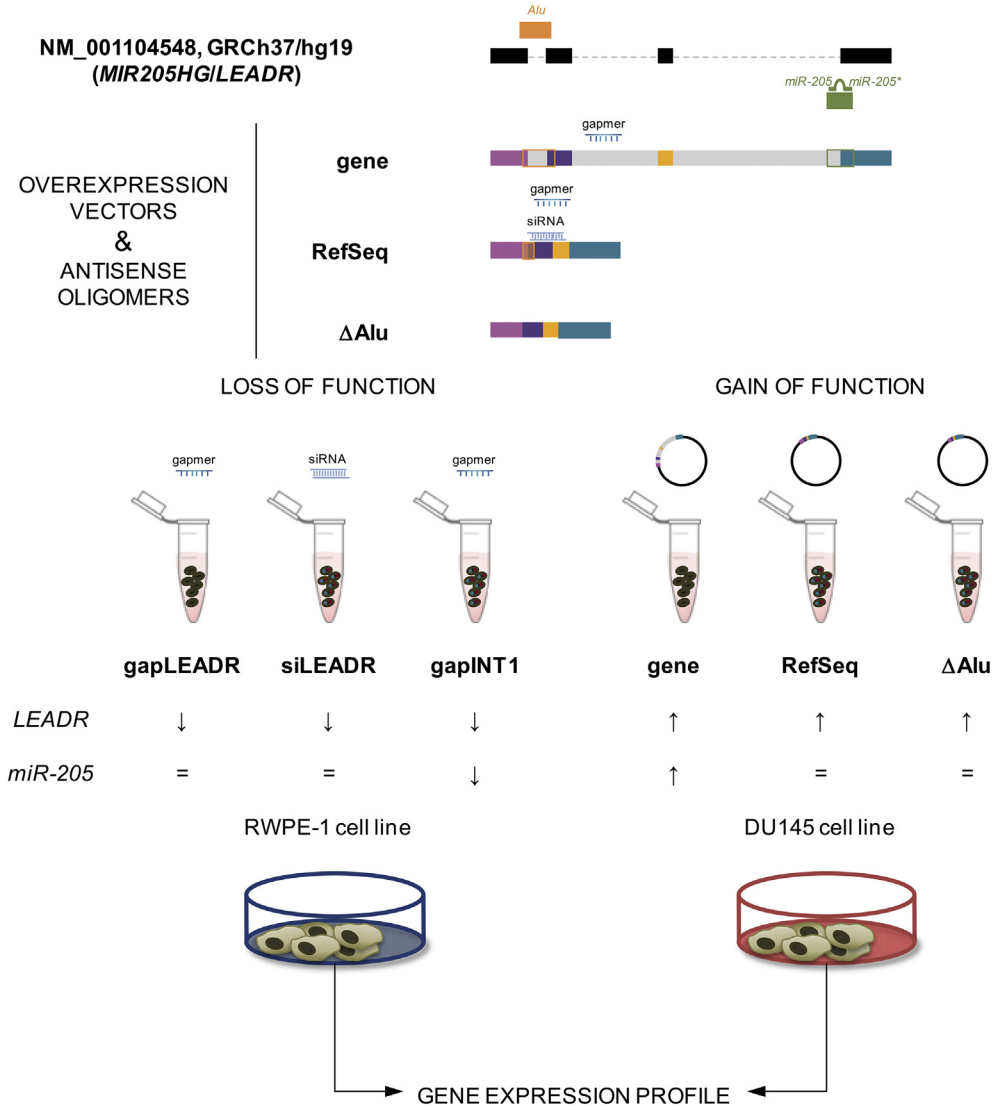 Alu
NM_001104548, GRCh37/hg19
(MIR205HG/LEADR)
miR-205 miR-205*
gapmer
gene
gapmer
siRNA
RefSeq
ΔAlu
OVEREXPRESSION
VECTORS
&
ANTISENSE
OLIGOMERS
LOSS OF FUNCTION GAIN OF FUNCTION
gapmer siRNA gapmer
gapLEADR siLEADR gapINT1 gene RefSeq ΔAlu
LEADR ↓ ↓ ↓ ↑ ↑ ↑
miR-205 = = ↓ ↑ = =
RWPE-1 cell line DU145 cell line
GENE EXPRESSION PROFILE